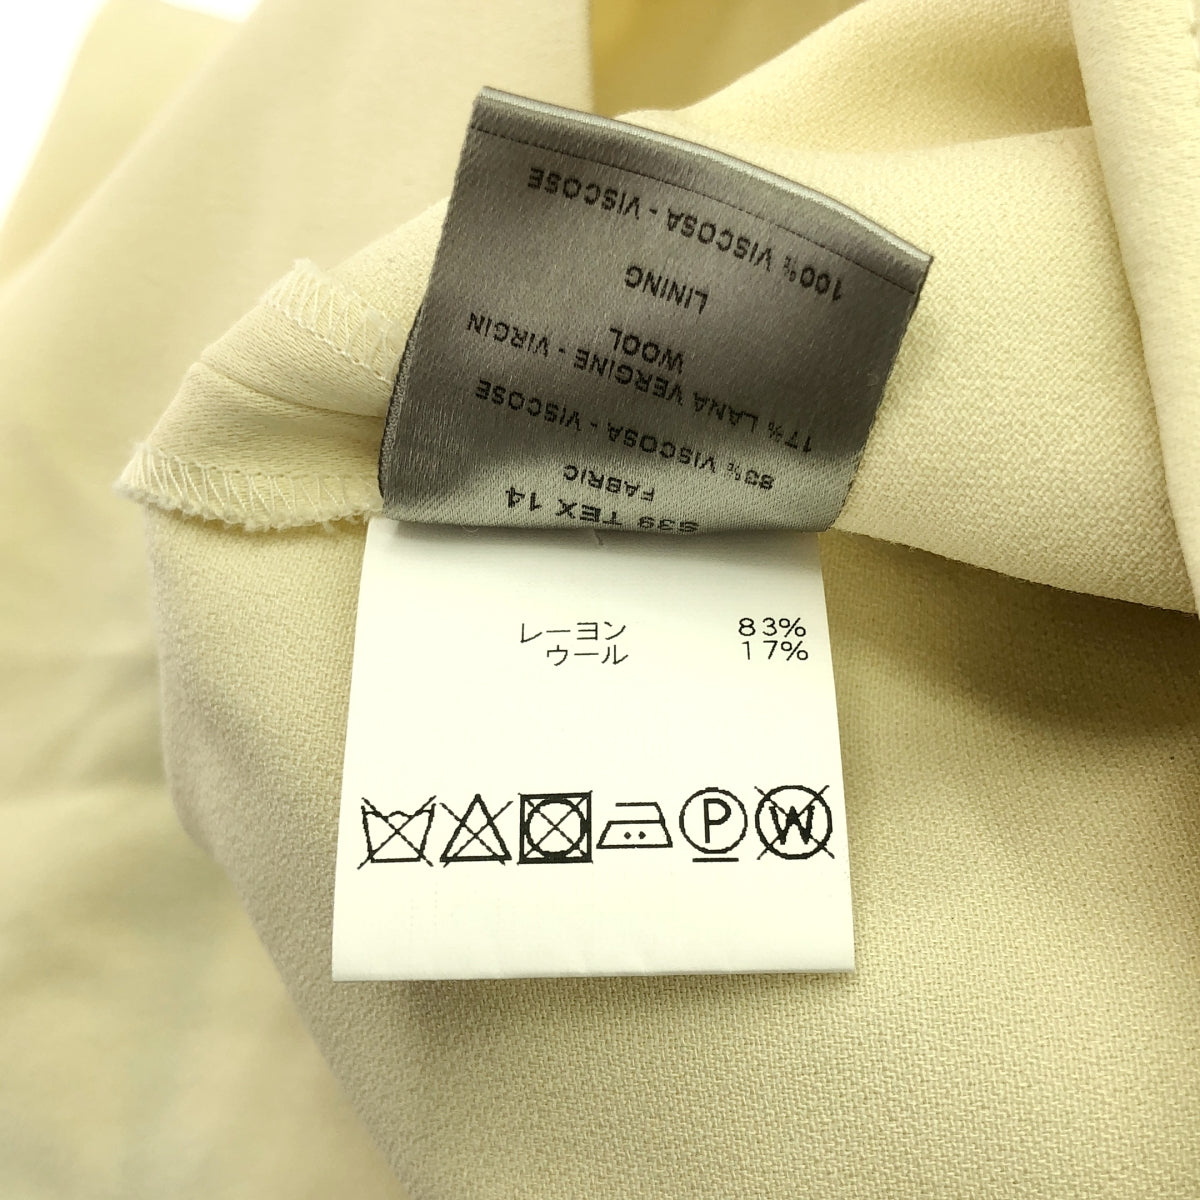 S39 TEX 14
FABRIC
83% VISCOSA - VISCOSE
17% LANA VERGINE - VIRGIN
WOOL
LINING
100% VISCOSA - VISCOSE
レーヨン 83%
ウール 17%
P W